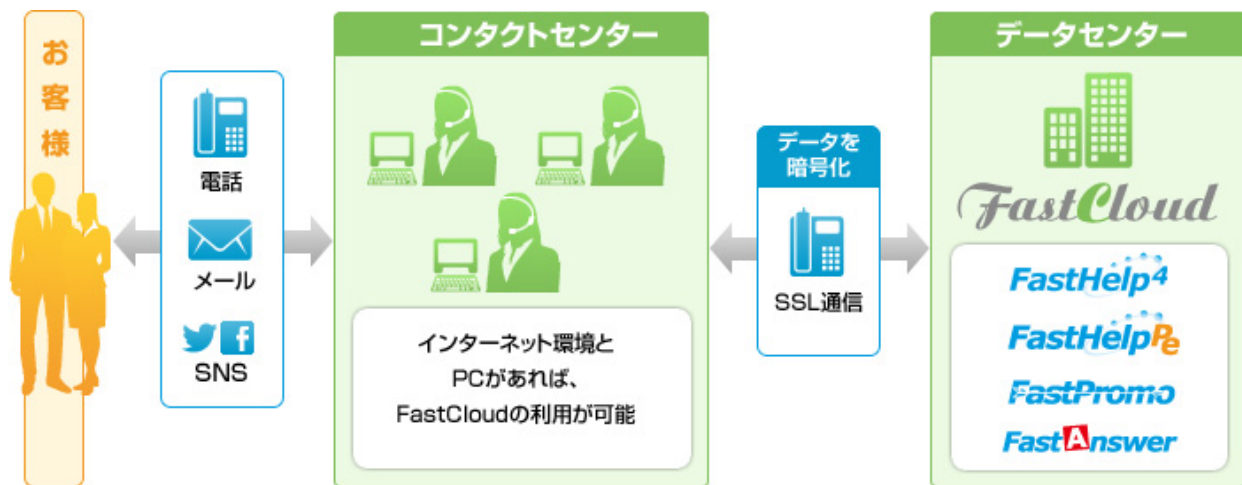 お客様
電話
メール
SNS
コンタクトセンター
インターネット環境と
PCがあれば、
FastCloudの利用が可能
データを
暗号化
SSL通信
データセンター
FastCloud
FastHelp4
FastHelpPe
FastPromo
FastAnswer